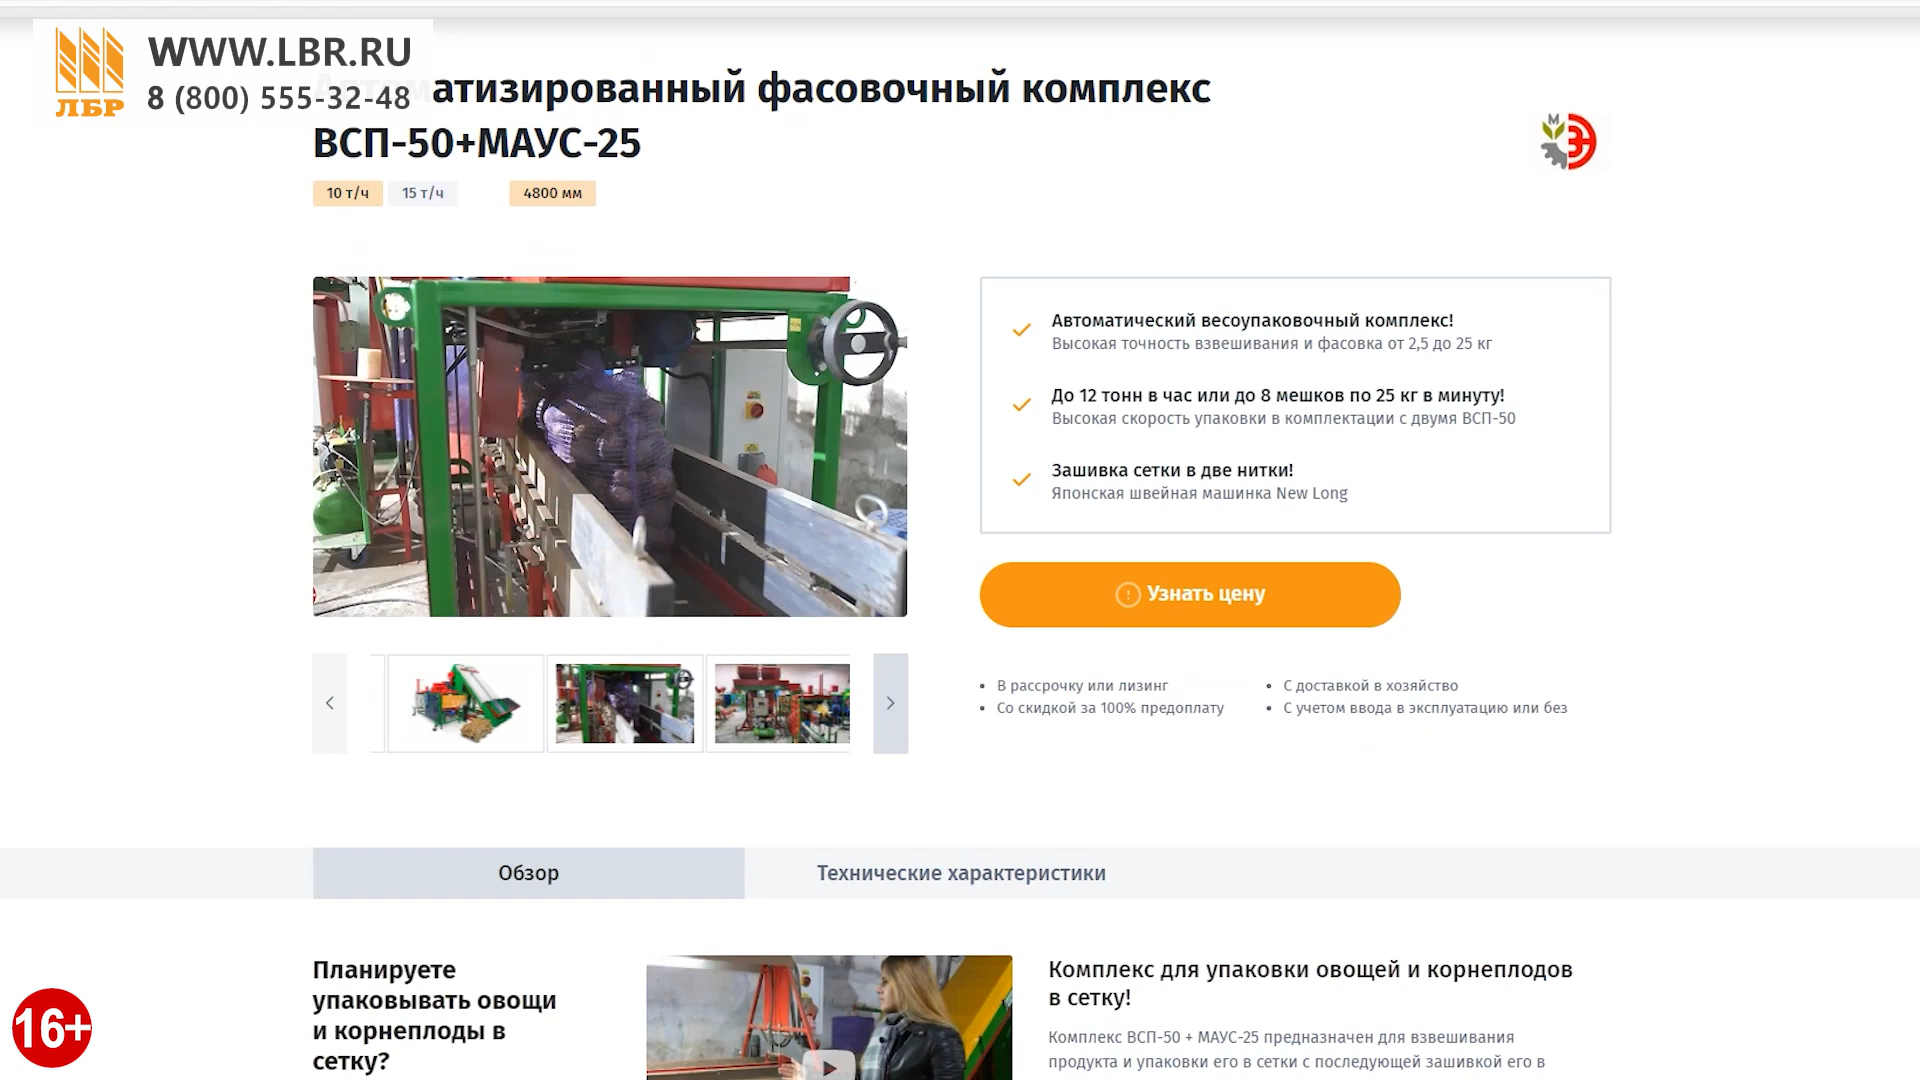 WWW.LBR.RU
ЛБР
8 (800) 555-32-48
Автоматизированный фасовочный комплекс
ВСП-50+МАУС-25
10 т/ч
15 т/ч
4800 мм
Автоматический весоупаковочный комплекс!
Высокая точность взвешивания и фасовка от 2,5 до 25 кг
До 12 тонн в час или до 8 мешков по 25 кг в минуту!
Высокая скорость упаковки в комплектации с двумя ВСП-50
Зашивка сетки в две нитки!
Японская швейная машинка New Long
Узнать цену
В рассрочку или лизинг
С доставкой в хозяйство
Со скидкой за 100% предоплату
С учетом ввода в эксплуатацию или без
Обзор
Технические характеристики
Планируете
упаковывать овощи
и корнеплоды в
сетку?
Комплекс для упаковки овощей и корнеплодов
в сетку!
Комплекс ВСП-50 + МАУС-25 предназначен для взвешивания
продукта и упаковки его в сетки с последующей зашивкой его в
16+